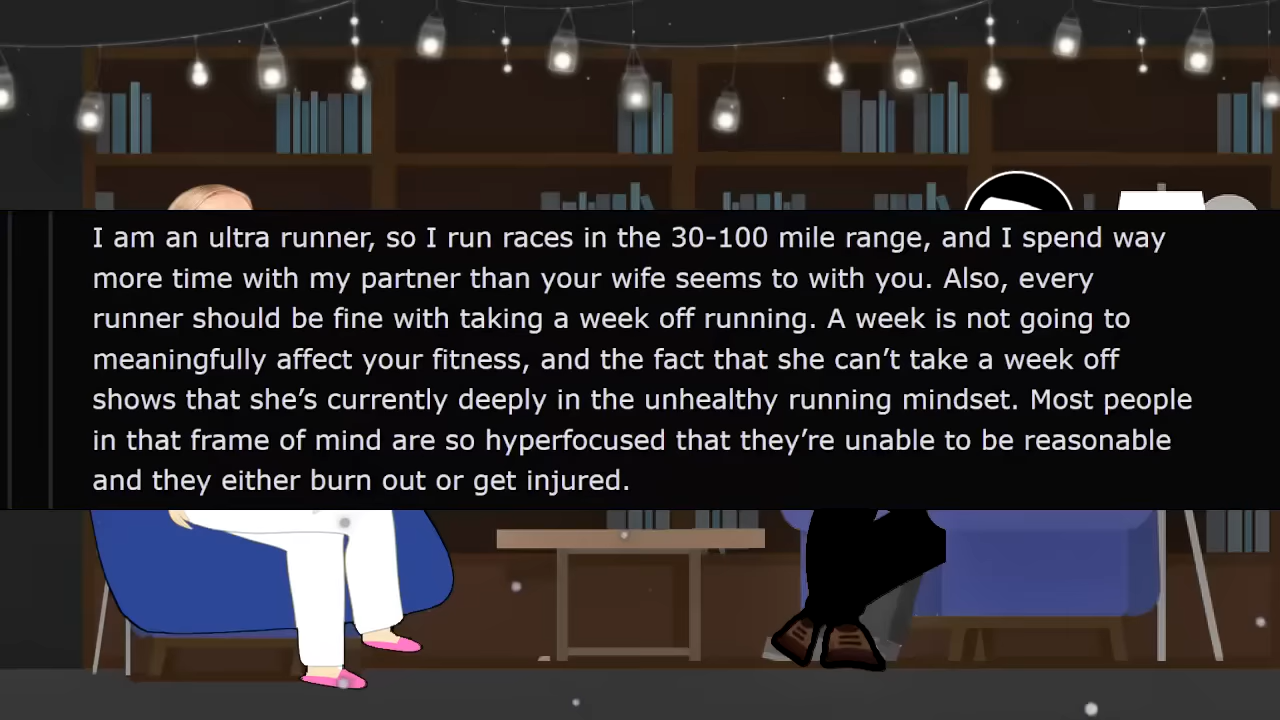 I am an ultra runner, so I run races in the 30-100 mile range, and I spend way
more time with my partner than your wife seems to with you. Also, every
runner should be fine with taking a week off running. A week is not going to
meaningfully affect your fitness, and the fact that she can’t take a week off
shows that she’s currently deeply in the unhealthy running mindset. Most people
in that frame of mind are so hyperfocused that they’re unable to be reasonable
and they either burn out or get injured.